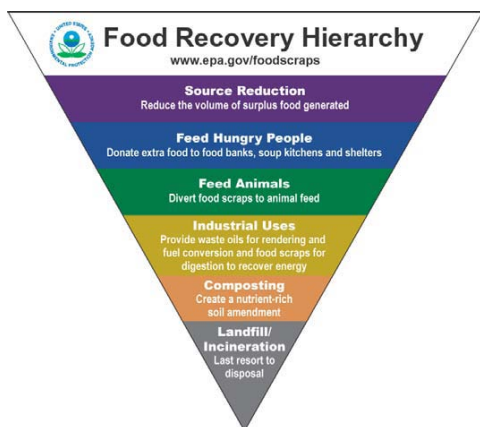 Food Recovery Hierarchy
www.epa.gov/foodscraps
Source Reduction
Reduce the volume of surplus food generated
Feed Hungry People
Donate extra food to food banks, soup kitchens and shelters
Feed Animals
Divert food scraps to animal feed
Industrial Uses
Provide waste oils for rendering and
fuel conversion and food scraps for
digestion to recover energy
Composting
Create a nutrient-rich
soil amendment
Landfill/
Incineration
Last resort to
disposal